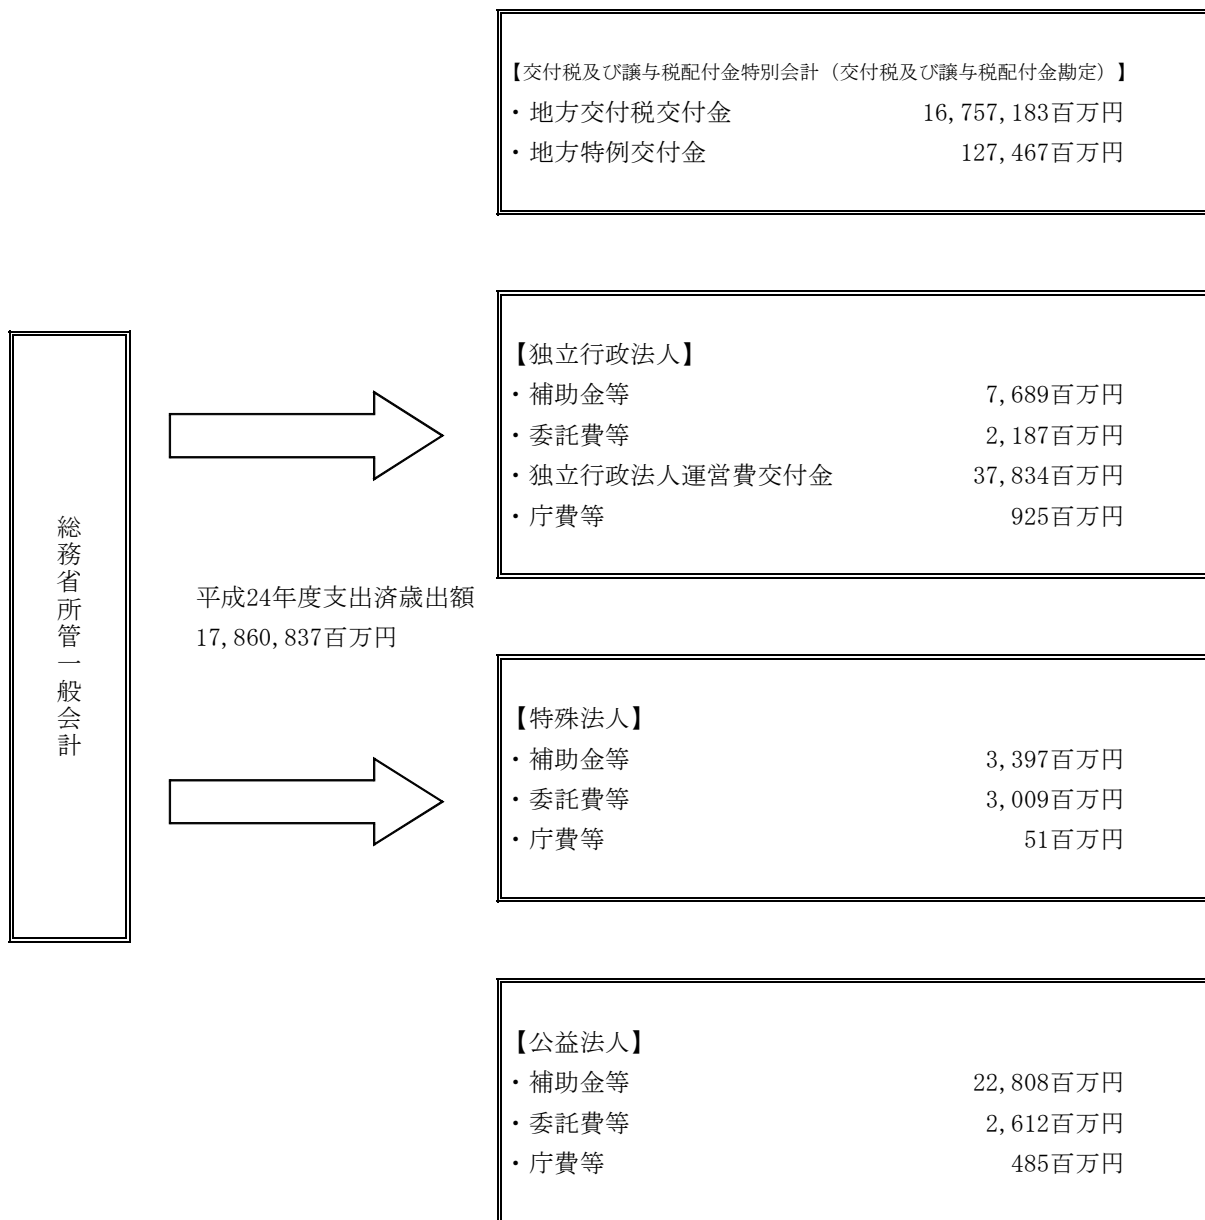 【交付税及び譲与税配付金特別会計（交付税及び譲与税配付金勘定）】
・地方交付税交付金 16,757,183百万円
・地方特例交付金 127,467百万円
【独立行政法人】
・補助金等 7,689百万円
・委託費等 2,187百万円
・独立行政法人運営費交付金 37,834百万円
・庁費等 925百万円
総務省所管一般会計
平成24年度支出済歳出額
17,860,837百万円
【特殊法人】
・補助金等 3,397百万円
・委託費等 3,009百万円
・庁費等 51百万円
【公益法人】
・補助金等 22,808百万円
・委託費等 2,612百万円
・庁費等 485百万円